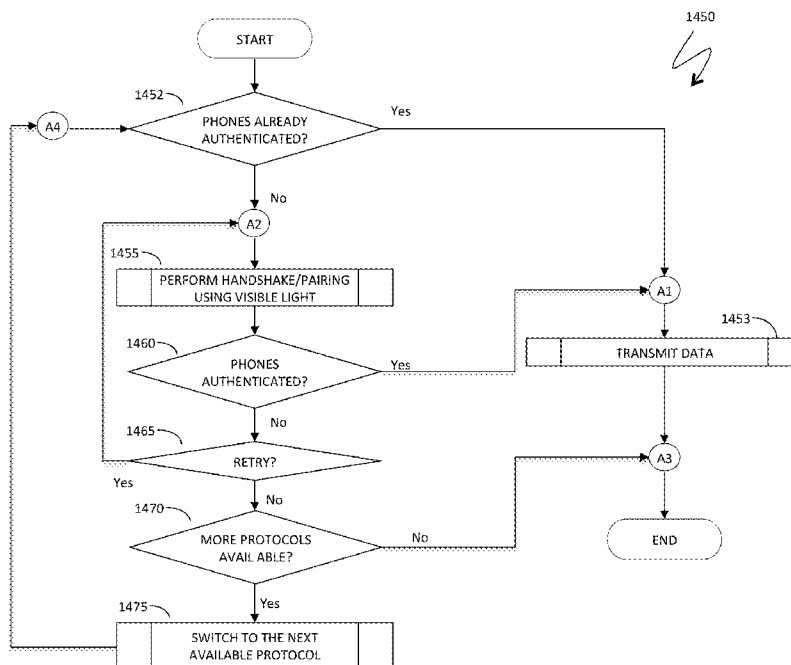 1450
START
1452
PHONES ALREADY
AUTHENTICATED?
Yes
A4
No
A2
1455
PERFORM HANDSHAKE/PAIRING
USING VISIBLE LIGHT
A1
1453
TRANSMIT DATA
1460
PHONES
AUTHENTICATED?
Yes
No
1465
RETRY?
Yes
A3
No
1470
MORE PROTOCOLS
AVAILABLE?
No
END
Yes
1475
SWITCH TO THE NEXT
AVAILABLE PROTOCOL